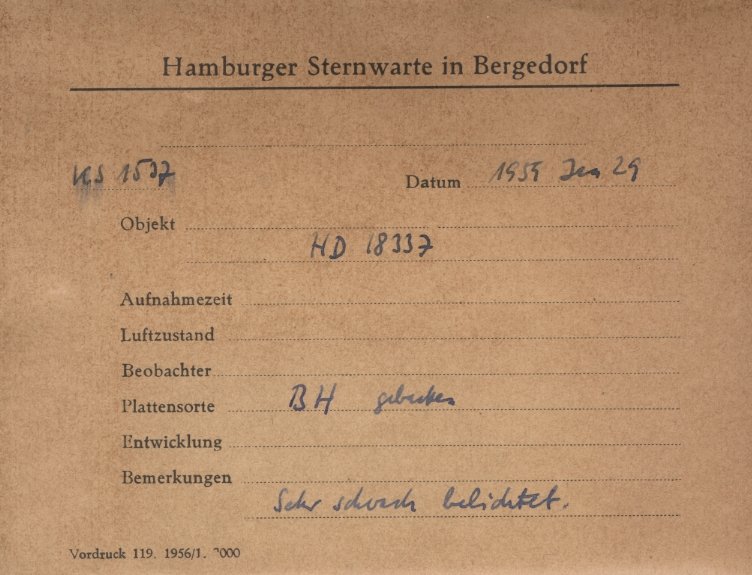 Hamburger Sternwarte in Bergedorf
KS 1537
Datum 1959 Jan 29
Objekt
HD 18337
Aufnahmezeit
Luftzustand
Beobachter
Plattensorte BH gebacken
Entwicklung
Bemerkungen
Sehr schwach belichtet.
Vordruck 119. 1956/1. 2000